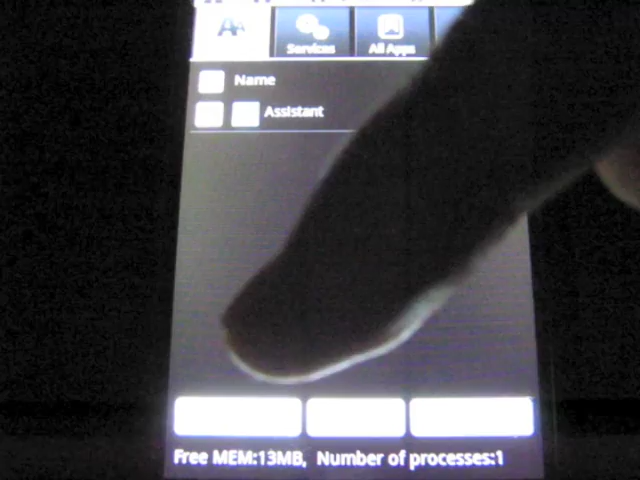 Services All Apps
Name
Assistant
Free MEM:13MB, Number of processes:1